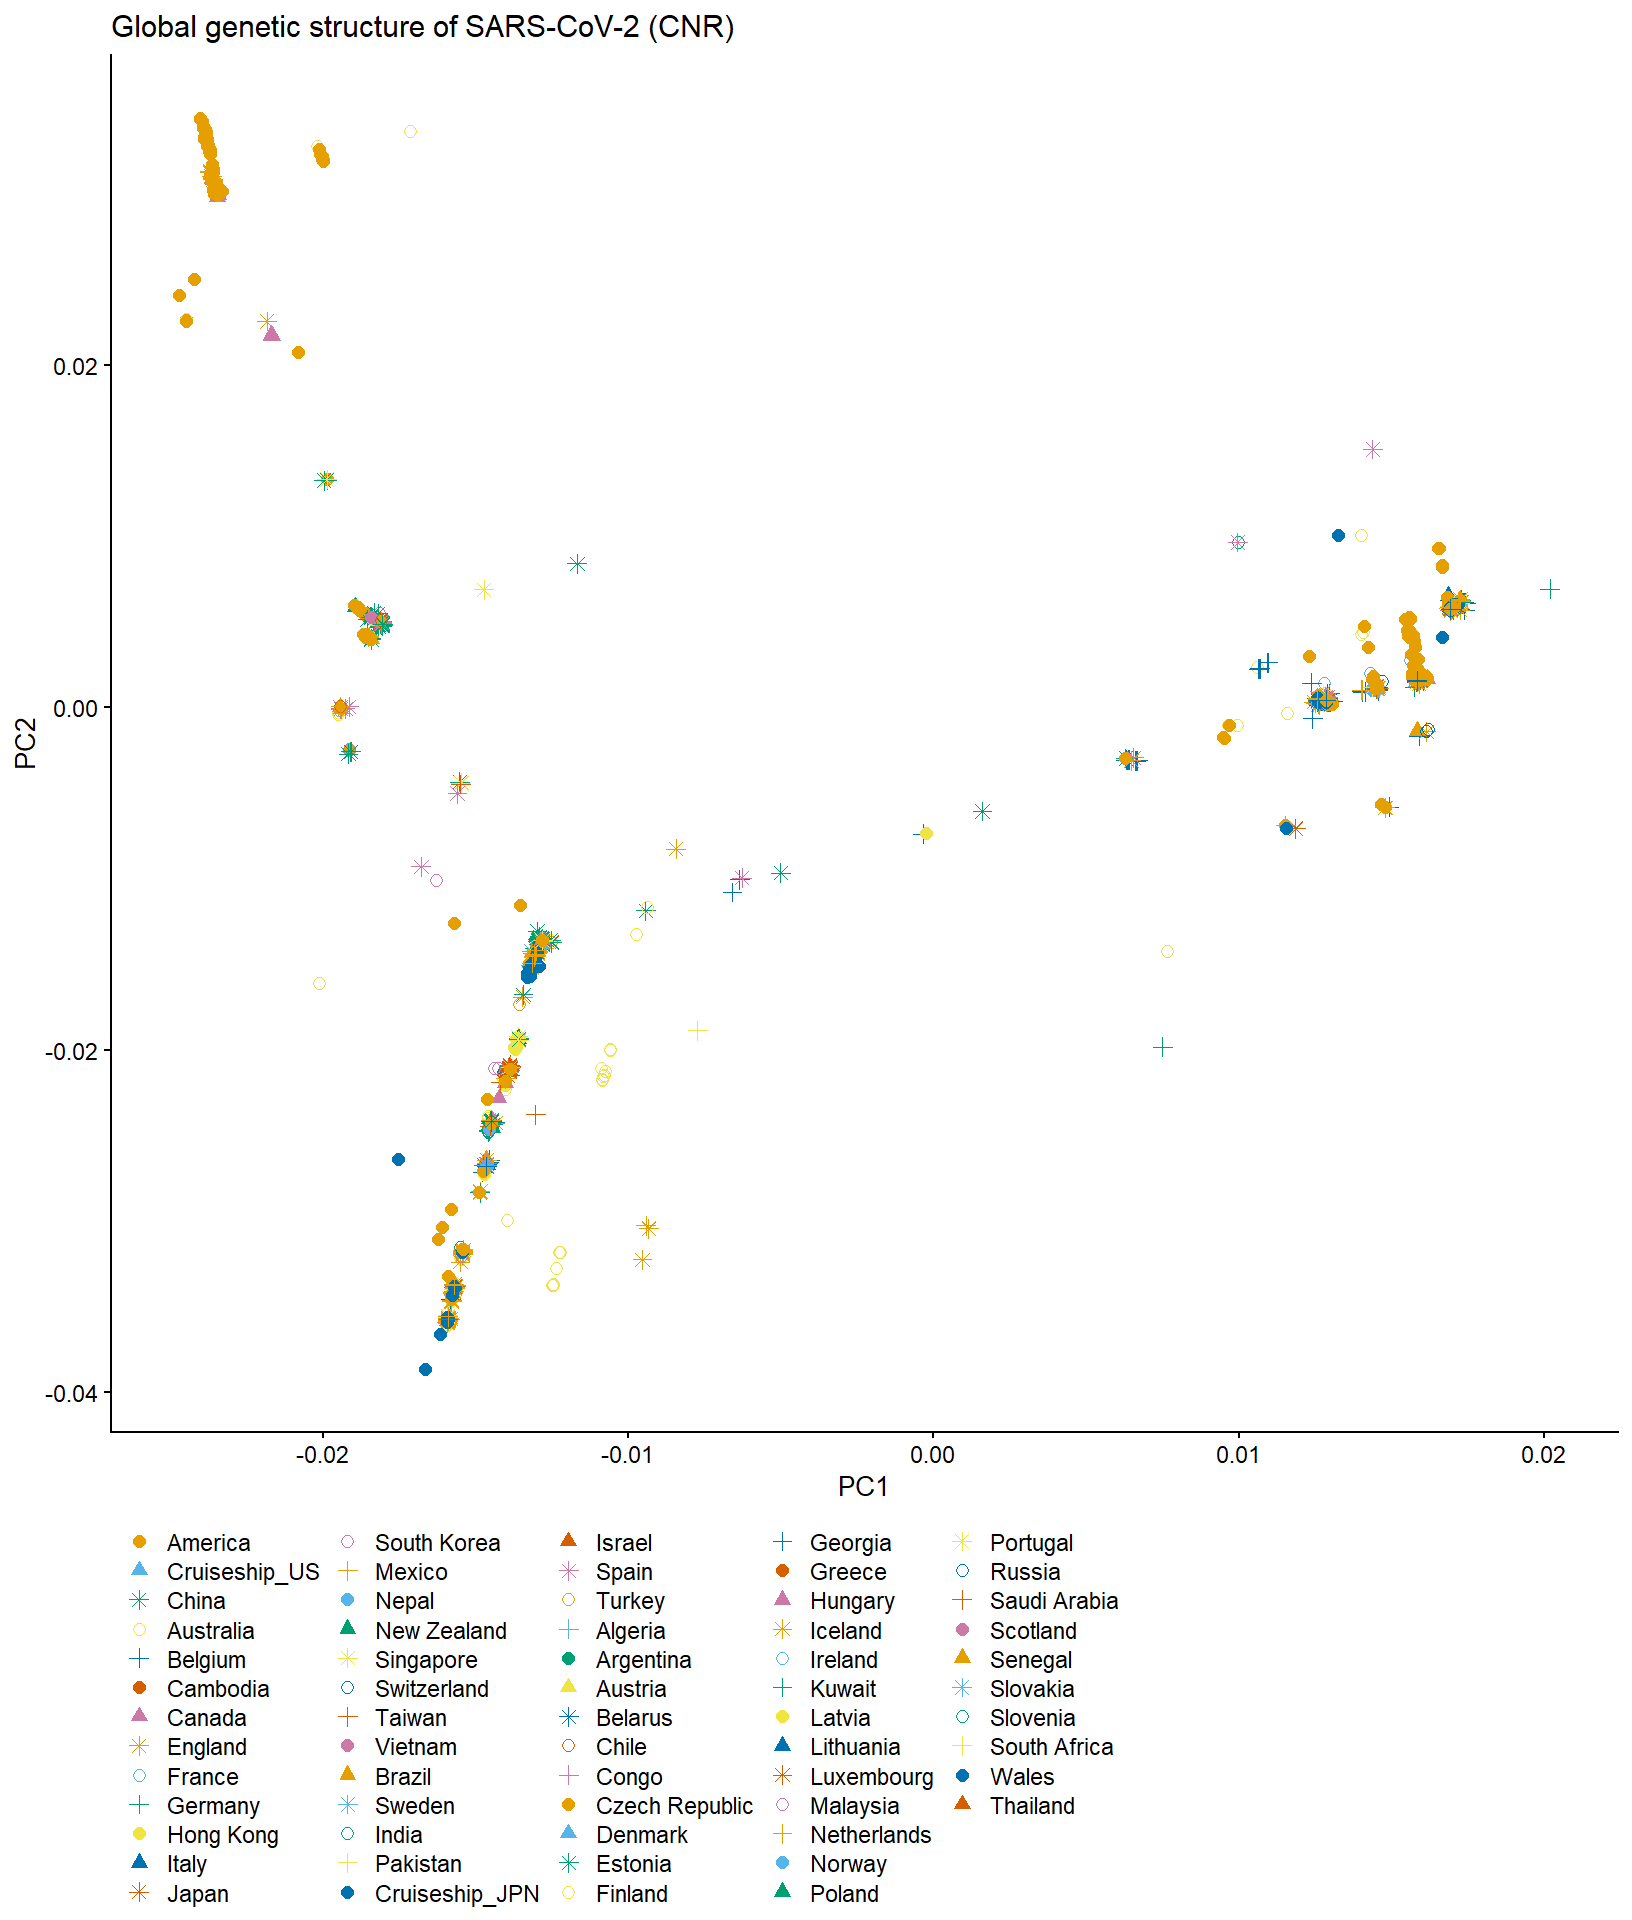 Global genetic structure of SARS-CoV-2 (CNR)
0.02
0.00
-0.02
-0.04
PC2
-0.02
-0.01
0.00
0.01
0.02
PC1
America
Cruiseship_US
China
Australia
Belgium
Cambodia
Canada
England
France
Germany
Hong Kong
Italy
Japan
South Korea
Mexico
Nepal
New Zealand
Singapore
Switzerland
Taiwan
Vietnam
Brazil
Sweden
India
Pakistan
Cruiseship_JPN
Israel
Spain
Turkey
Algeria
Argentina
Austria
Belarus
Chile
Congo
Czech Republic
Denmark
Estonia
Finland
Georgia
Greece
Hungary
Iceland
Ireland
Kuwait
Latvia
Lithuania
Luxembourg
Malaysia
Netherlands
Norway
Poland
Portugal
Russia
Saudi Arabia
Scotland
Senegal
Slovakia
Slovenia
South Africa
Wales
Thailand